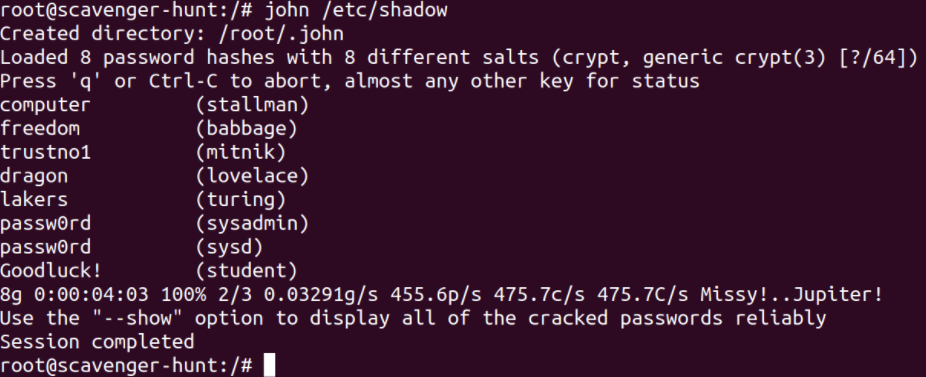 root@scavenger-hunt:/# john /etc/shadow
Created directory: /root/.john
Loaded 8 password hashes with 8 different salts (crypt, generic crypt(3) [?/64])
Press 'q' or Ctrl-C to abort, almost any other key for status
computer         (stallman)
freedom          (babbage)
trustno1         (mitnik)
dragon           (lovelace)
lakers           (turing)
passw0rd         (sysadmin)
passw0rd         (sysd)
Goodluck!        (student)
8g 0:00:04:03 100% 2/3 0.03291g/s 455.6p/s 475.7c/s 475.7C/s Missy!..Jupiter!
Use the "--show" option to display all of the cracked passwords reliably
Session completed
root@scavenger-hunt:/#